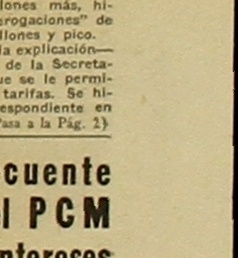 llones más, hi-
erogaciones" de
llones y pico.
la explicación—
de la Secreta-
ue se le permi-
tarifas. Se hi-
espondiente en
Pasa a la Pág. 2)
cuente
l PCM
intereses